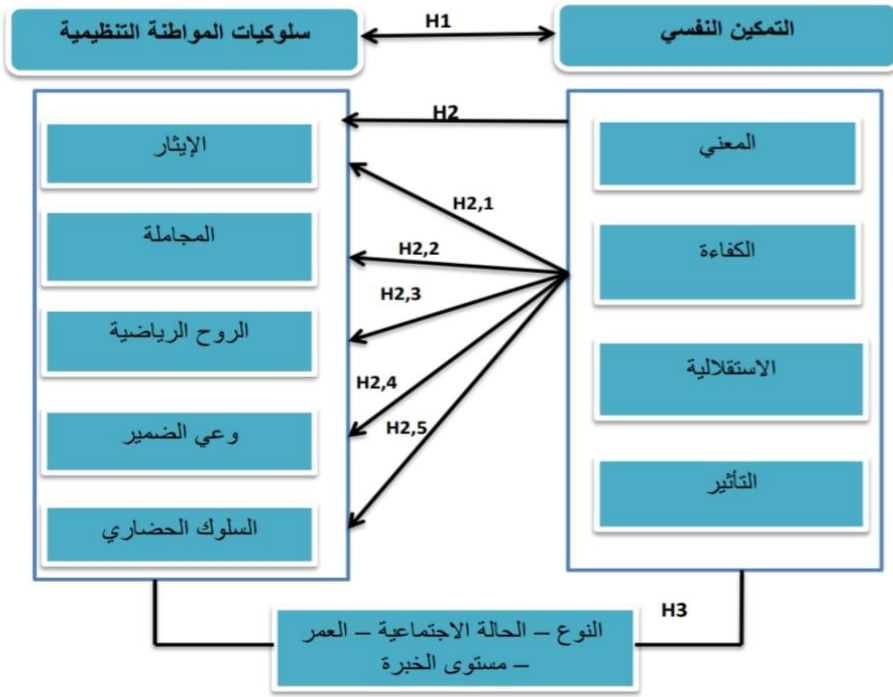 التمكين النفسي
H1
سلوكيات المواطنة التنظيمية
المعني
الكفاءة
الاستقلالية
التأثير
H2
H2,1
H2,2
H2,3
H2,4
H2,5
الإيثار
المجاملة
الروح الرياضية
وعي الضمير
السلوك الحضاري
H3
النوع – الحالة الاجتماعية – العمر
– مستوى الخبرة